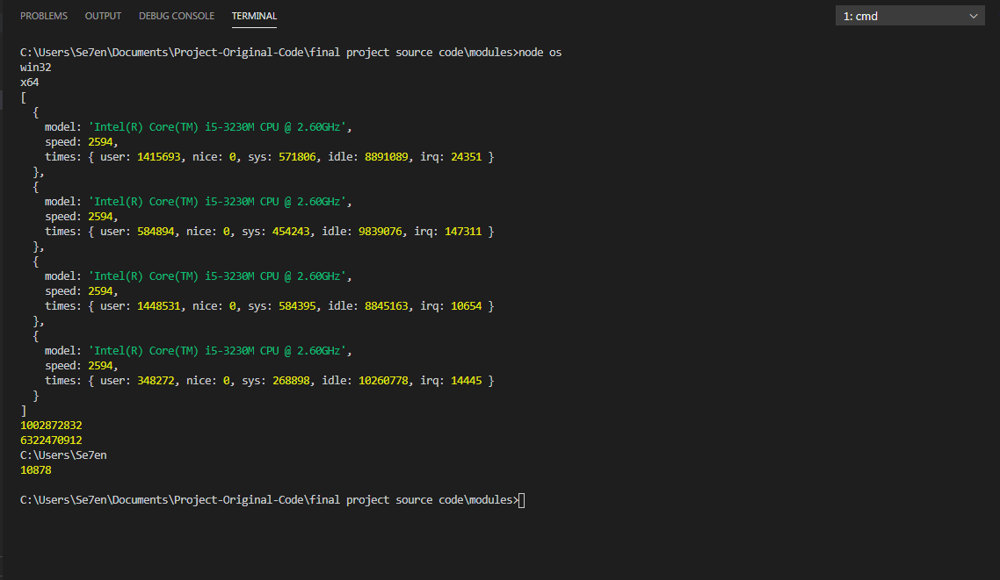 PROBLEMS OUTPUT DEBUG CONSOLE TERMINAL 1: cmd
C:\Users\Se7en\Documents\Project-Original-Code\final project source code\modules>node os
win32
x64
[
  {
    model: 'Intel(R) Core(TM) i5-3230M CPU @ 2.60GHz',
    speed: 2594,
    times: { user: 1415693, nice: 0, sys: 571806, idle: 8891089, irq: 24351 }
  },
  {
    model: 'Intel(R) Core(TM) i5-3230M CPU @ 2.60GHz',
    speed: 2594,
    times: { user: 584894, nice: 0, sys: 454243, idle: 9839076, irq: 147311 }
  },
  {
    model: 'Intel(R) Core(TM) i5-3230M CPU @ 2.60GHz',
    speed: 2594,
    times: { user: 1448531, nice: 0, sys: 584395, idle: 8845163, irq: 10654 }
  },
  {
    model: 'Intel(R) Core(TM) i5-3230M CPU @ 2.60GHz',
    speed: 2594,
    times: { user: 348272, nice: 0, sys: 268898, idle: 10260778, irq: 14445 }
  }
]
1002872832
6322470912
C:\Users\Se7en
10878
C:\Users\Se7en\Documents\Project-Original-Code\final project source code\modules>